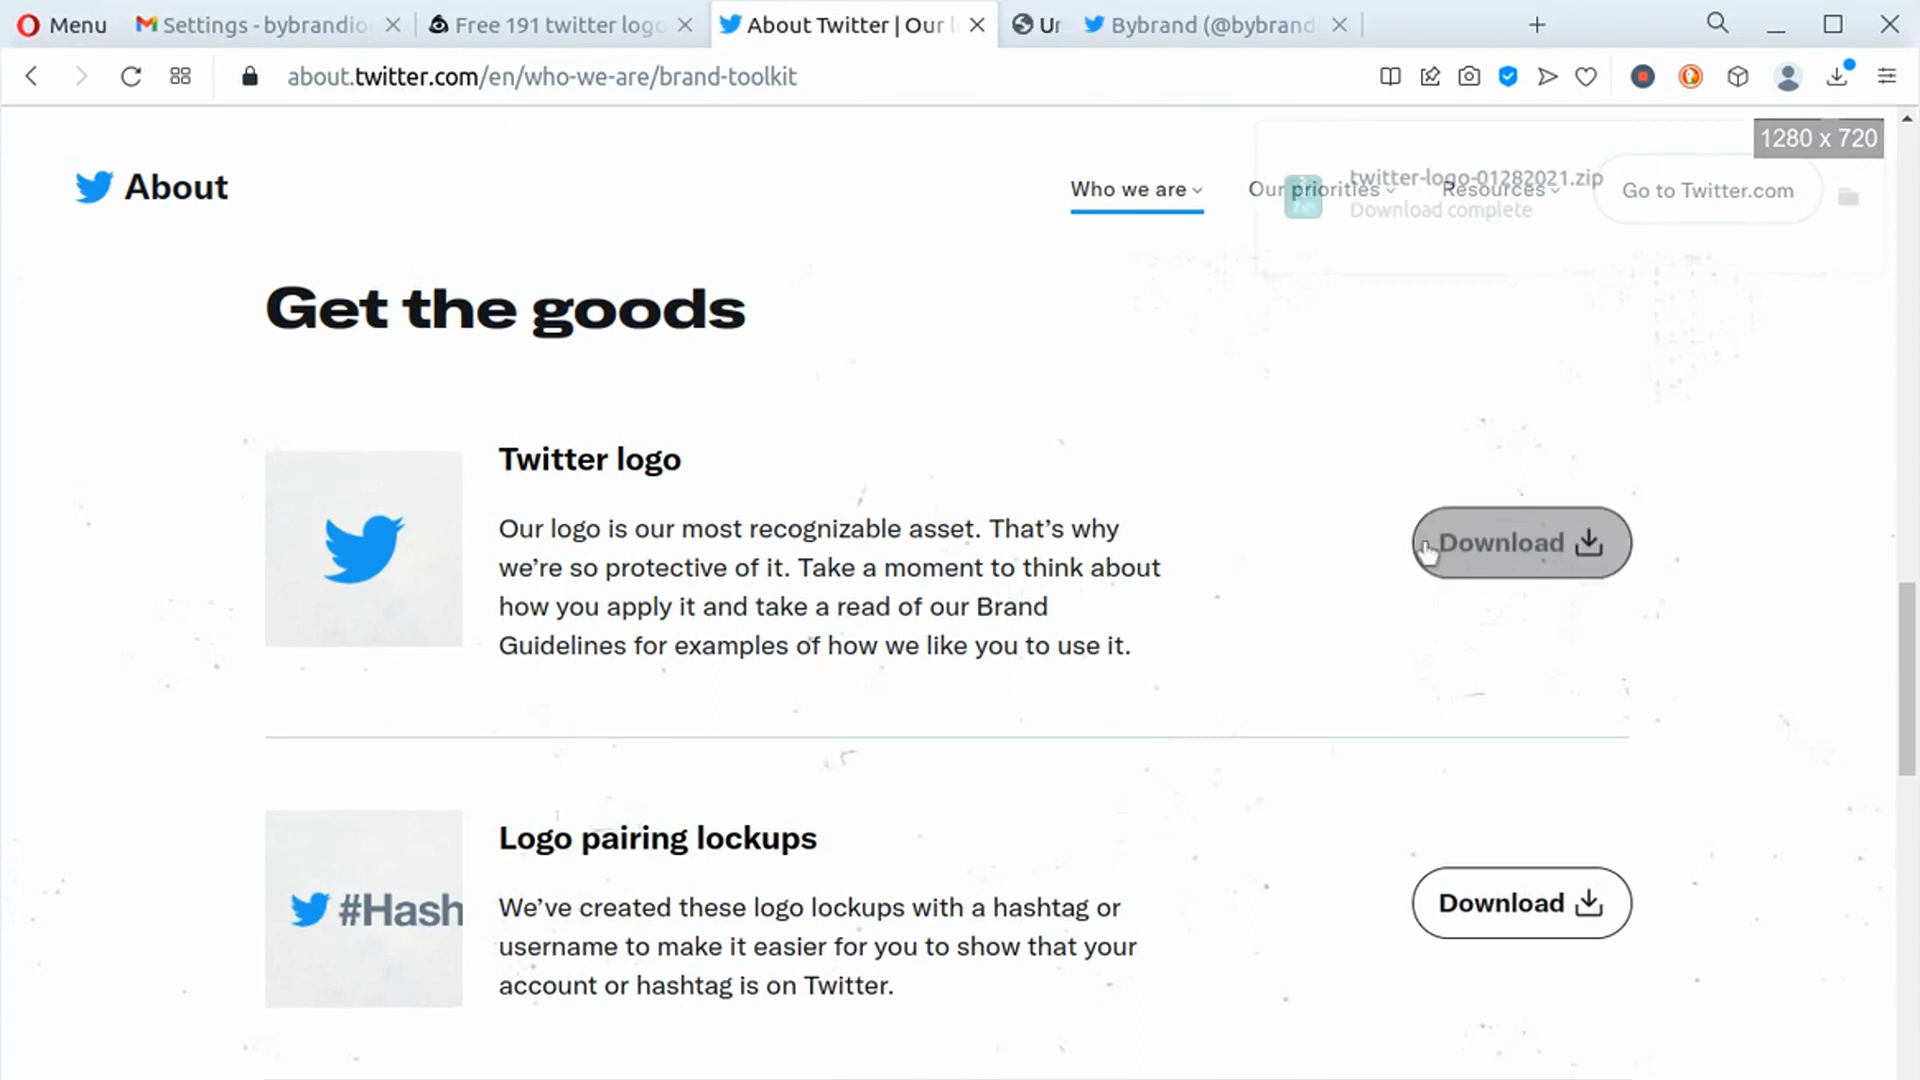 Menu
Settings - bybrandio
Free 191 twitter logo
About Twitter | Our l
Ur
Bybrand (@bybrand
about.twitter.com/en/who-we-are/brand-toolkit
1280 x 720
About
Who we are
Our priorities
Resources
Go to Twitter.com
twitter-logo-01282021.zip
Download complete
Get the goods
Twitter logo
Our logo is our most recognizable asset. That’s why
we’re so protective of it. Take a moment to think about
how you apply it and take a read of our Brand
Guidelines for examples of how we like you to use it.
Download
Logo pairing lockups
#Hash
We’ve created these logo lockups with a hashtag or
username to make it easier for you to show that your
account or hashtag is on Twitter.
Download